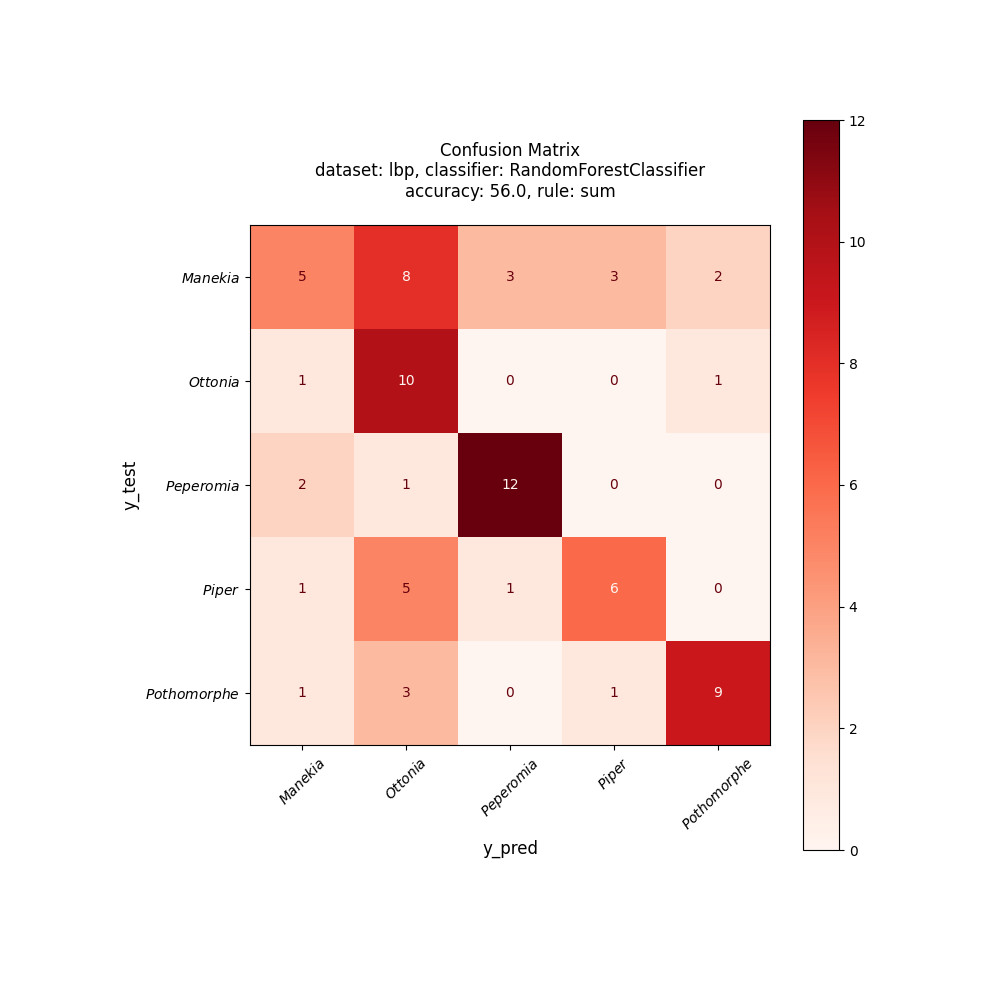 Confusion Matrix
dataset: lbp, classifier: RandomForestClassifier
accuracy: 56.0, rule: sum
y_test
Manekia 5 8 3 3 2
Ottonia 1 10 0 0 1
Peperomia 2 1 12 0 0
Piper 1 5 1 6 0
Pothomorphe 1 3 0 1 9
Manekia Ottonia Peperomia Piper Pothomorphe
y_pred
12
10
8
6
4
2
0